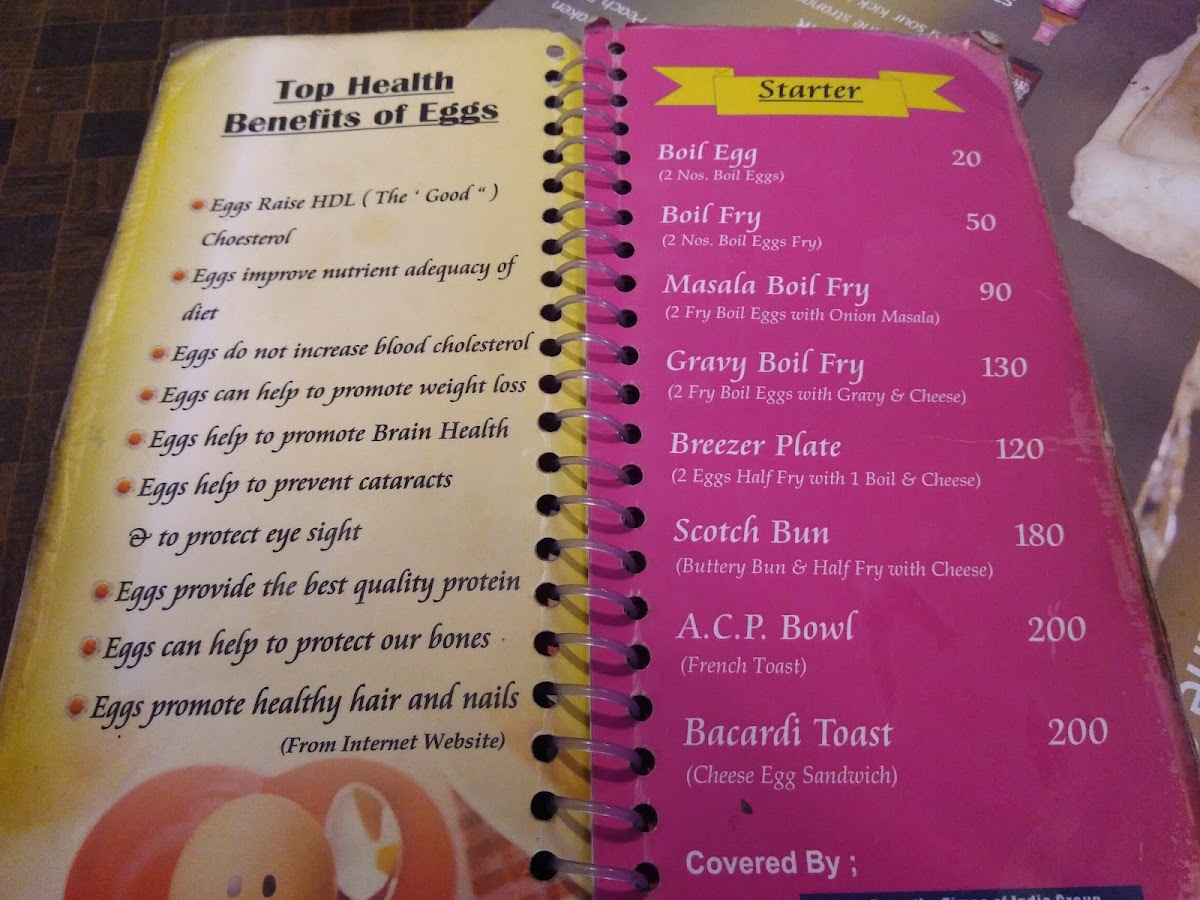 Top Health
Benefits of Eggs
Eggs Raise HDL ( The ‘ Good “ )
Choesterol
Eggs improve nutrient adequacy of
diet
Eggs do not increase blood cholesterol
Eggs can help to promote weight loss
Eggs help to promote Brain Health
Eggs help to prevent cataracts
& to protect eye sight
Eggs provide the best quality protein
Eggs can help to protect our bones
Eggs promote healthy hair and nails
(From Internet Website)
Starter
Boil Egg 20
(2 Nos. Boil Eggs)
Boil Fry 50
(2 Nos. Boil Eggs Fry)
Masala Boil Fry 90
(2 Fry Boil Eggs with Onion Masala)
Gravy Boil Fry 130
(2 Fry Boil Eggs with Gravy & Cheese)
Breezer Plate 120
(2 Eggs Half Fry with 1 Boil & Cheese)
Scotch Bun 180
(Buttery Bun & Half Fry with Cheese)
A.C.P. Bowl 200
(French Toast)
Bacardi Toast 200
(Cheese Egg Sandwich)
Covered By ;
Times of India Group
sour kick
Peach